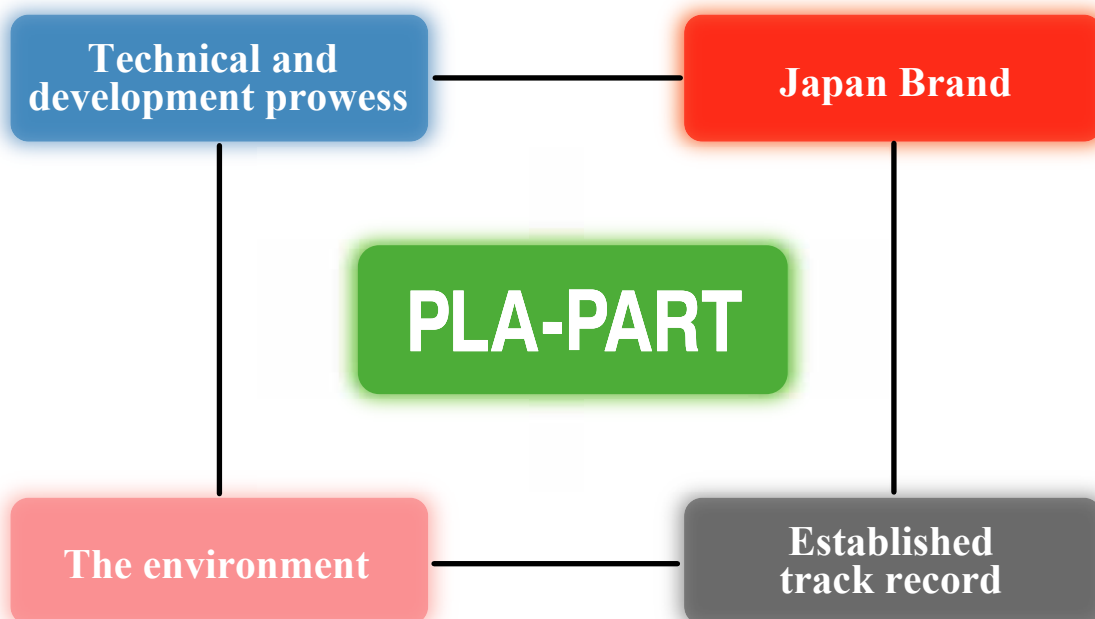 Technical and
development prowess
Japan Brand
PLA-PART
The environment
Established
track record